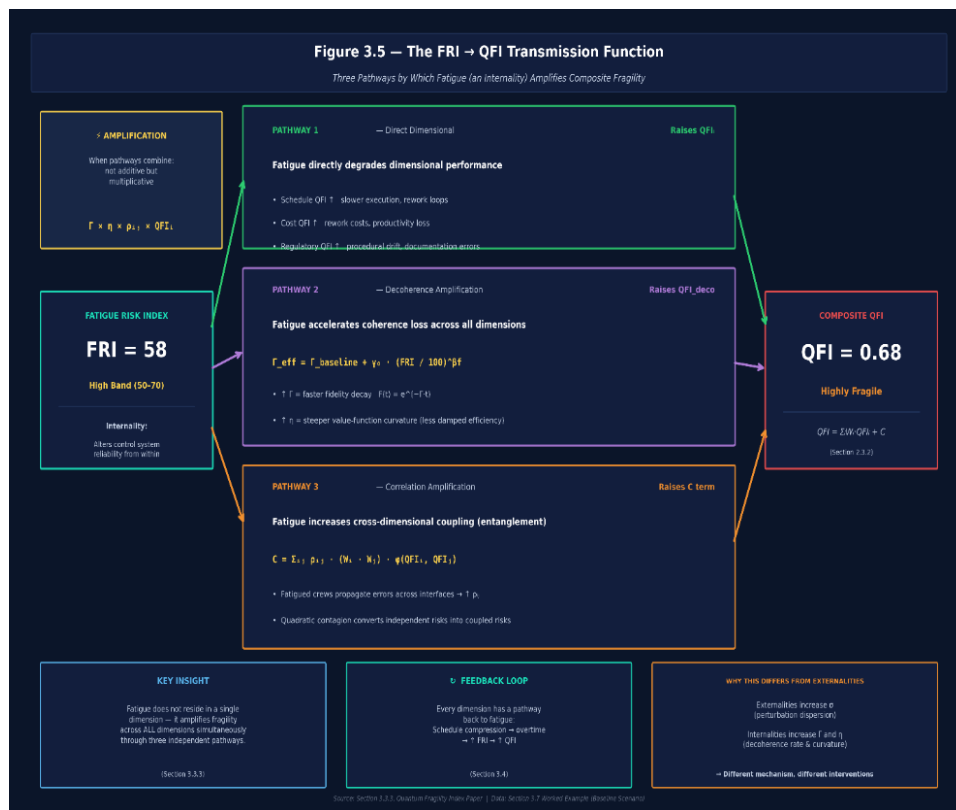 Figure 3.5 — The FRI → QFI Transmission Function
Three Pathways by Which Fatigue (an Internality) Amplifies Composite Fragility
⚡ AMPLIFICATION
When pathways combine:
not additive but
multiplicative
Γ × η × ρᵢⱼ × QFIᵢ
PATHWAY 1 — Direct Dimensional Raises QFIᵢ
Fatigue directly degrades dimensional performance
• Schedule QFI ↑ slower execution, rework loops
• Cost QFI ↑ rework costs, productivity loss
• Regulatory QFI ↑ procedural drift, documentation errors
PATHWAY 2 — Decoherence Amplification Raises QFI_deco
Fatigue accelerates coherence loss across all dimensions
Γ_eff = Γ_baseline + γ₀ · (FRI / 100)^βf
• ↑ Γ = faster fidelity decay F(t) = e^(−Γ·t)
• ↑ η = steeper value-function curvature (less damped efficiency)
FATIGUE RISK INDEX
FRI = 58
High Band (50–70)
Internality:
Alters control system
reliability from within
COMPOSITE QFI
QFI = 0.68
Highly Fragile
QFI = ΣᵢWᵢ·QFIᵢ + C
(Section 2.3.2)
PATHWAY 3 — Correlation Amplification Raises C term
Fatigue increases cross-dimensional coupling (entanglement)
C = Σᵢⱼ ρᵢⱼ · (Wᵢ · Wⱼ) · φ(QFIᵢ, QFIⱼ)
• Fatigued crews propagate errors across interfaces → ↑ ρᵢⱼ
• Quadratic contagion converts independent risks into coupled risks
KEY INSIGHT
Fatigue does not reside in a single
dimension — it amplifies fragility
across ALL dimensions simultaneously
through three independent pathways.
(Section 3.3.3)
↻ FEEDBACK LOOP
Every dimension has a pathway
back to fatigue:
Schedule compression → overtime
→ ↑ FRI → ↑ QFI
(Section 3.4)
WHY THIS DIFFERS FROM EXTERNALITIES
Externalities increase σ
(perturbation dispersion)
Internalities increase Γ and η
(decoherence rate & curvature)
→ Different mechanism, different interventions
Source: Section 3.3.3, Quantum Fragility Index Paper | Data: Section 3.7 Worked Example (Baseline Scenario)